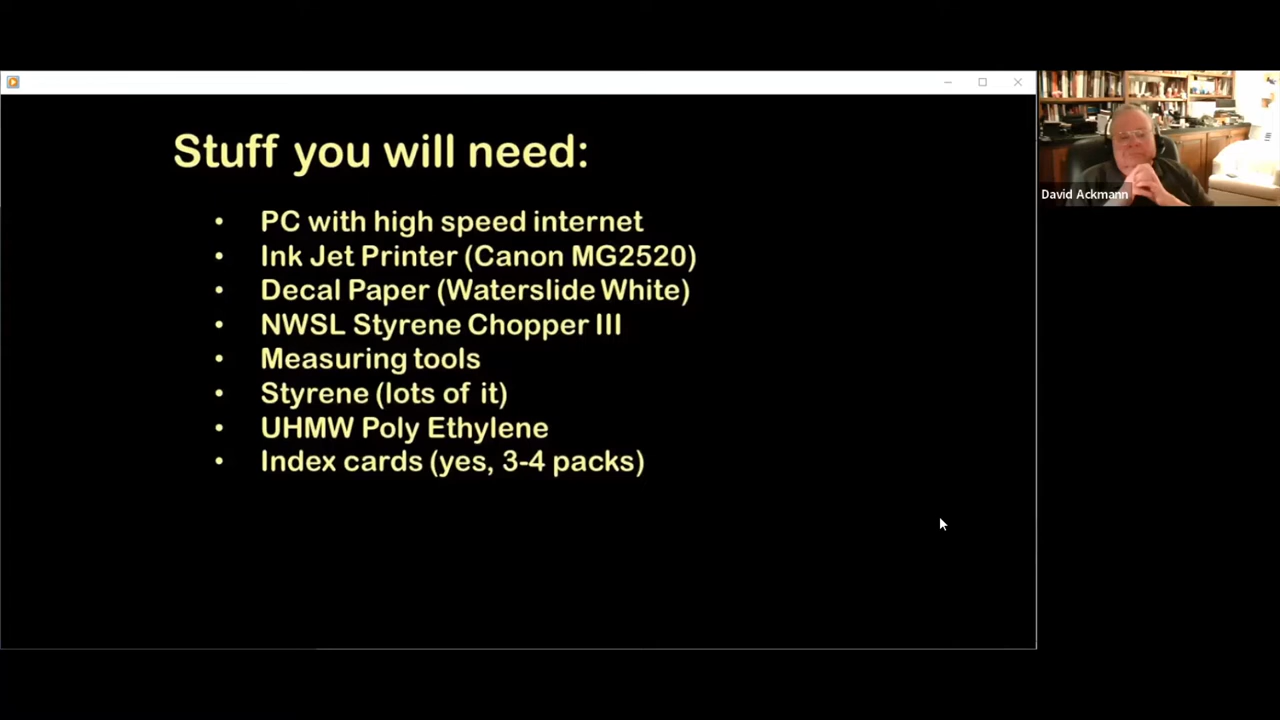 Stuff you will need:
• PC with high speed internet
• Ink Jet Printer (Canon MG2520)
• Decal Paper (Waterslide White)
• NWSL Styrene Chopper III
• Measuring tools
• Styrene (lots of it)
• UHMW Poly Ethylene
• Index cards (yes, 3-4 packs)
David Ackmann